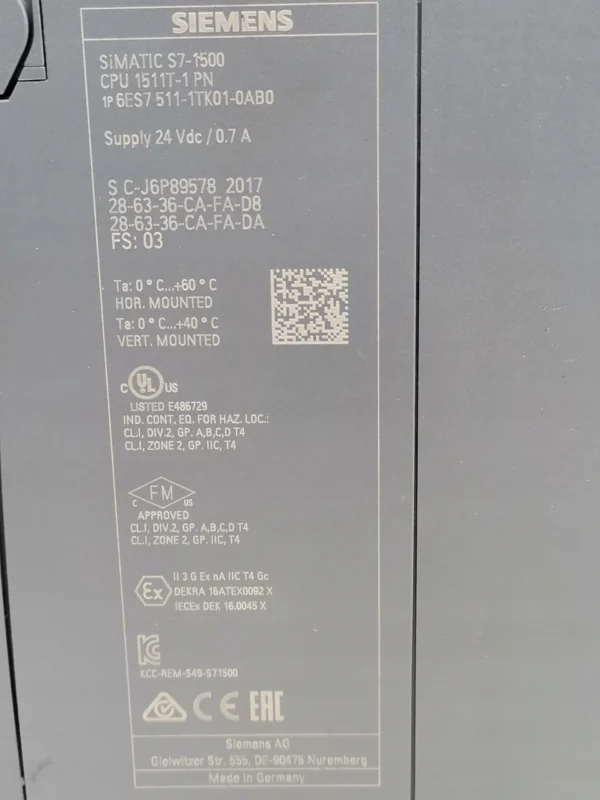 SIEMENS
SIMATIC S7-1500
CPU 1511T-1 PN
1P 6ES7 511-1TK01-0AB0
Supply 24 Vdc / 0.7 A
S C-J6P89578 2017
28-63-36-CA-FA-D8
28-63-36-CA-FA-DA
FS: 03
Ta: 0 ° C...+60 ° C
HOR. MOUNTED
Ta: 0 ° C...+40 ° C
VERT. MOUNTED
C UL US
LISTED E486729
IND. CONT. EQ. FOR HAZ. LOC.:
CL.I, DIV.2, GP. A,B,C,D T4
CL.I, ZONE 2, GP. IIC, T4
C FM US
APPROVED
CL.I, DIV.2, GP. A,B,C,D T4
CL.I, ZONE 2, GP. IIC, T4
Ex
II 3 G Ex nA IIC T4 Gc
DEKRA 16ATEX0092 X
IECEx DEK 16.0045 X
KCC-REM-S49-S71500
CE EAC
Siemens AG
Gleiwitzer Str. 555, DE-90475 Nuremberg
Made in Germany